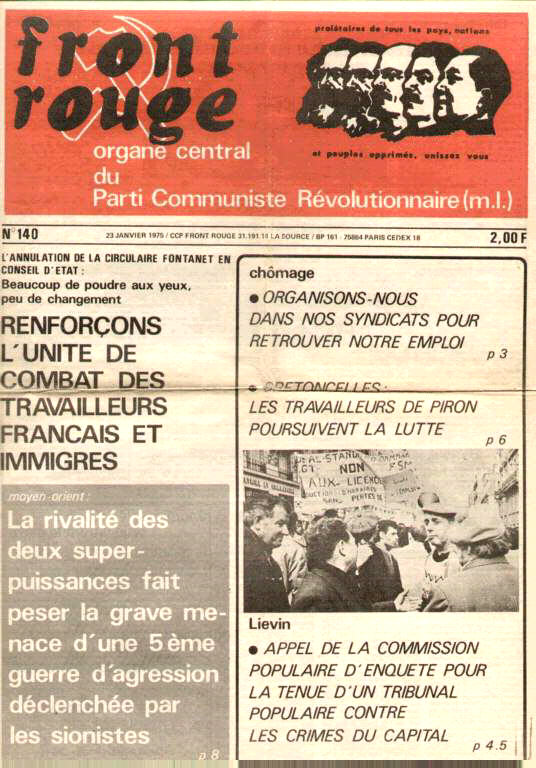 front
rouge
organe central
du
Parti Communiste Révolutionnaire (m.l.)
prolétaires de tous les pays, nations
et peuples opprimés, unissez vous
N° 140
23 JANVIER 1975 / CCP FRONT ROUGE 31.191.14 LA SOURCE / BP 161 - 75864 PARIS CEDEX 18
2,00 F
L'ANNULATION DE LA CIRCULAIRE FONTANET EN
CONSEIL D'ETAT :
Beaucoup de poudre aux yeux,
peu de changement
RENFORÇONS
L'UNITE DE
COMBAT DES
TRAVAILLEURS
FRANCAIS ET
IMMIGRES
moyen-orient :
La rivalité des
deux super-
puissances fait
peser la grave me-
nace d'une 5ème
guerre d'agression
déclenchée par
les sionistes
p 8
chômage
● ORGANISONS-NOUS
DANS NOS SYNDICATS POUR
RETROUVER NOTRE EMPLOI
p 3
● BRETONCELLES :
LES TRAVAILLEURS DE PIRON
POURSUIVENT LA LUTTE
p 6
NON
AUX LICENCI
Lievin
● APPEL DE LA COMMISSION
POPULAIRE D'ENQUETE POUR
LA TENUE D'UN TRIBUNAL
POPULAIRE CONTRE
LES CRIMES DU CAPITAL
p 4.5